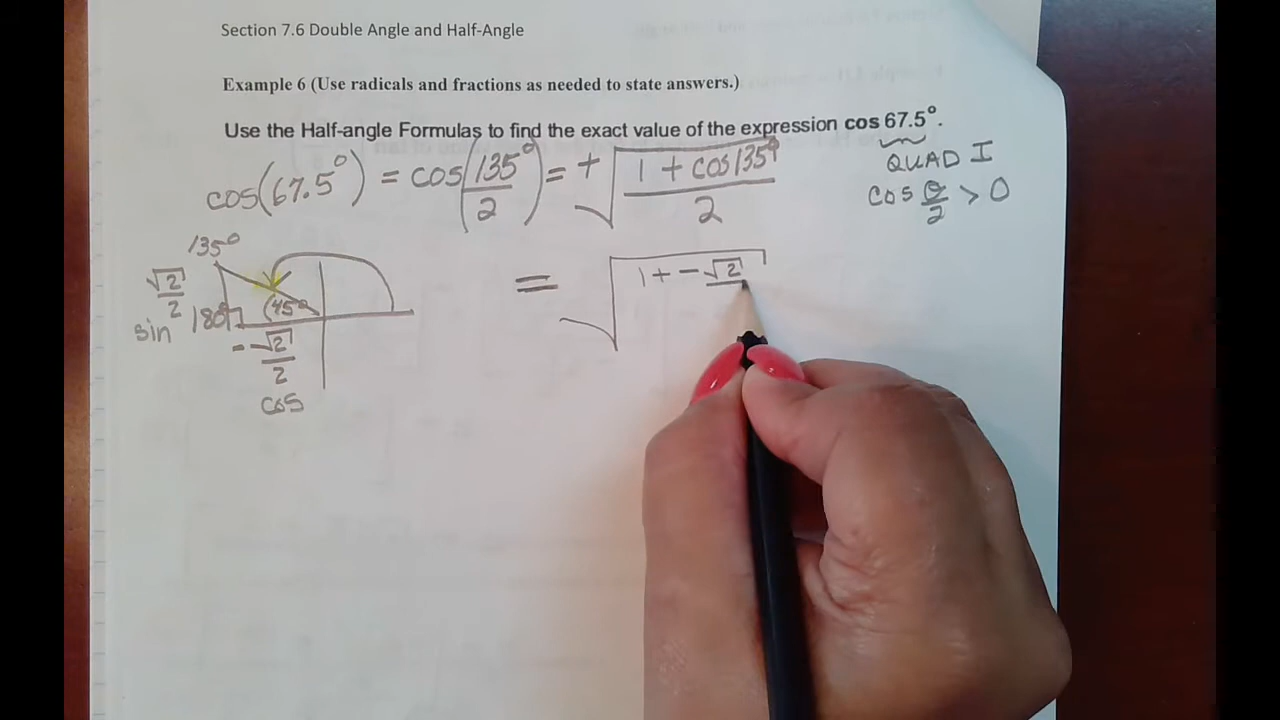 Section 7.6 Double Angle and Half-Angle
Example 6 (Use radicals and fractions as needed to state answers.)
Use the Half-angle Formulas to find the exact value of the expression cos 67.5°.
cos(67.5°) = cos(135°/2) = +√((1 + cos135°)/2)
QUAD I
cos θ/2 > 0
= √(1 + -√2
135°
√2/2
sin
180°
45°
-√2/2
cos